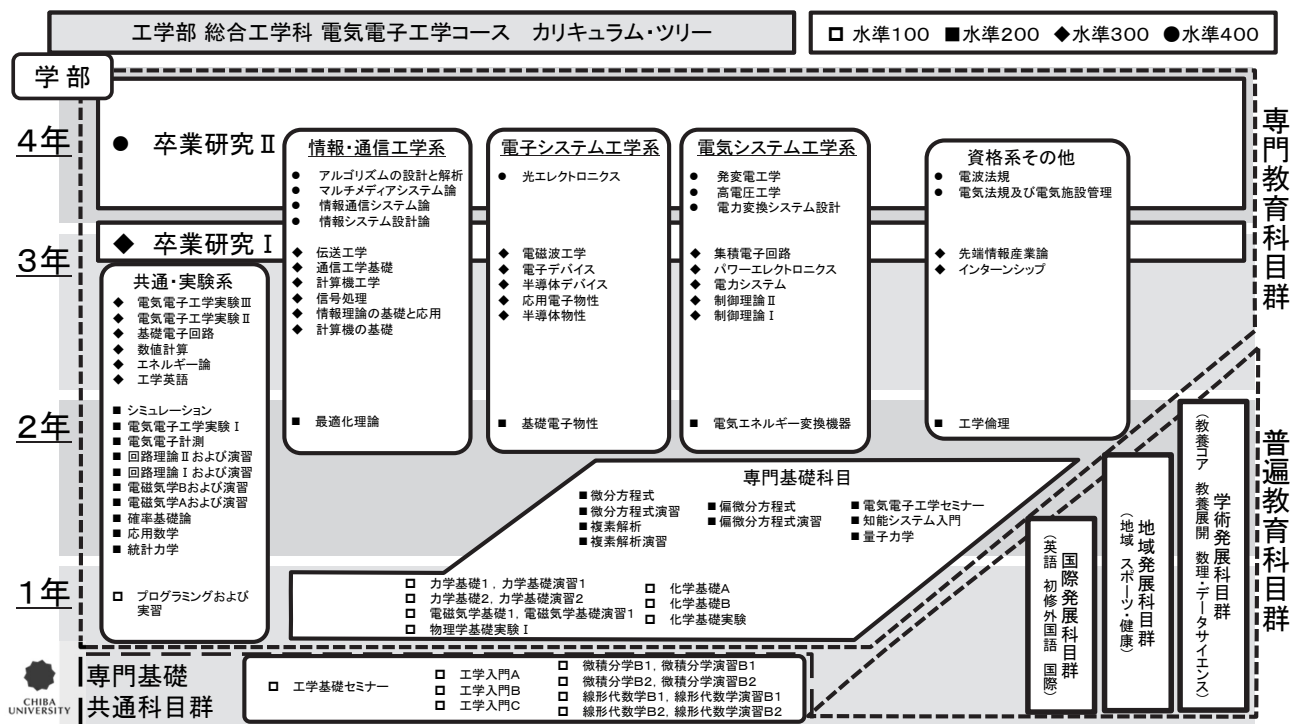 工学部 総合工学科 電気電子工学コース　カリキュラム・ツリー
□ 水準100 ■水準200 ◆水準300 ●水準400
学部
4年
● 卒業研究Ⅱ
3年
◆ 卒業研究Ⅰ
2年
1年
共通・実験系
◆ 電気電子工学実験Ⅲ
◆ 電気電子工学実験Ⅱ
◆ 基礎電子回路
◆ 数値計算
◆ エネルギー論
◆ 工学英語
■ シミュレーション
■ 電気電子工学実験Ⅰ
■ 電気電子計測
■ 回路理論Ⅱおよび演習
■ 回路理論Ⅰおよび演習
■ 電磁気学Bおよび演習
■ 電磁気学Aおよび演習
■ 確率基礎論
■ 応用数学
■ 統計力学
□ プログラミングおよび
実習
情報・通信工学系
● アルゴリズムの設計と解析
● マルチメディアシステム論
● 情報通信システム論
● 情報システム設計論
◆ 伝送工学
◆ 通信工学基礎
◆ 計算機工学
◆ 信号処理
◆ 情報理論の基礎と応用
◆ 計算機の基礎
■ 最適化理論
電子システム工学系
● 光エレクトロニクス
◆ 電磁波工学
◆ 電子デバイス
◆ 半導体デバイス
◆ 応用電子物性
◆ 半導体物性
■ 基礎電子物性
電気システム工学系
● 発変電工学
● 高電圧工学
● 電力変換システム設計
◆ 集積電子回路
◆ パワーエレクトロニクス
◆ 電力システム
◆ 制御理論Ⅱ
◆ 制御理論Ⅰ
■ 電気エネルギー変換機器
資格系その他
● 電波法規
● 電気法規及び電気施設管理
◆ 先端情報産業論
◆ インターンシップ
■ 工学倫理
専門教育科目群
専門基礎科目
■ 微分方程式
■ 微分方程式演習
■ 複素解析
■ 複素解析演習
■ 偏微分方程式
■ 偏微分方程式演習
■ 電気電子工学セミナー
■ 知能システム入門
■ 量子力学
□ 力学基礎1，力学基礎演習1
□ 力学基礎2，力学基礎演習2
□ 電磁気学基礎1，電磁気学基礎演習1
□ 物理学基礎実験Ⅰ
□ 化学基礎A
□ 化学基礎B
□ 化学基礎実験
国際発展科目群
（英語　初修外国語　国際）
地域発展科目群
（地域　スポーツ・健康）
学術発展科目群
（教養コア　教養展開　数理・データサイエンス）
普遍教育科目群
専門基礎
共通科目群
□ 工学基礎セミナー
□ 工学入門A
□ 工学入門B
□ 工学入門C
□ 微積分学B1，微積分学演習B1
□ 微積分学B2，微積分学演習B2
□ 線形代数学B1，線形代数学演習B1
□ 線形代数学B2，線形代数学演習B2
CHIBA
UNIVERSITY